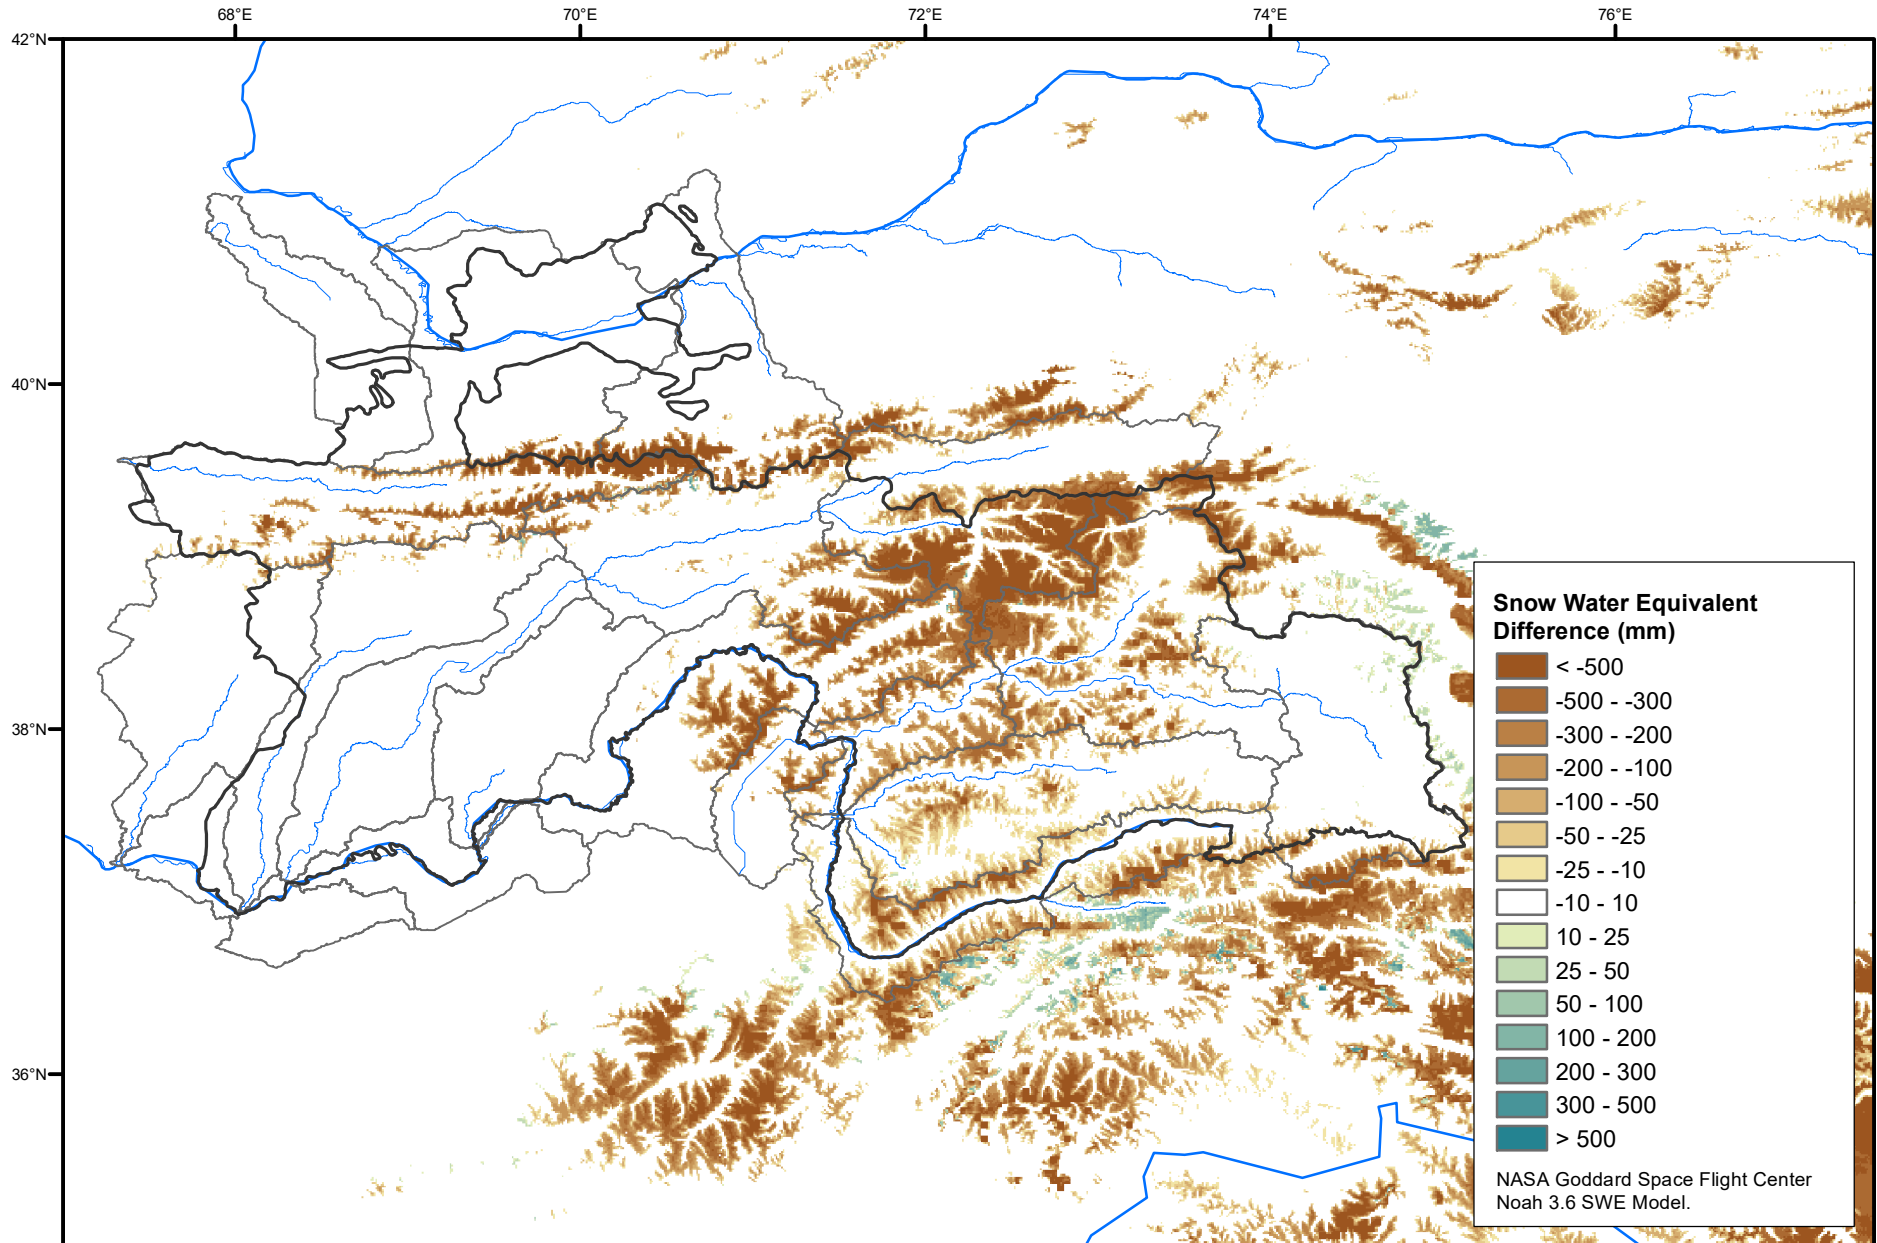 68°E 70°E 72°E 74°E 76°E
42°N
40°N
38°N
36°N
Snow Water Equivalent
Difference (mm)
< -500
-500 - -300
-300 - -200
-200 - -100
-100 - -50
-50 - -25
-25 - -10
-10 - 10
10 - 25
25 - 50
50 - 100
100 - 200
200 - 300
300 - 500
> 500
NASA Goddard Space Flight Center
Noah 3.6 SWE Model.